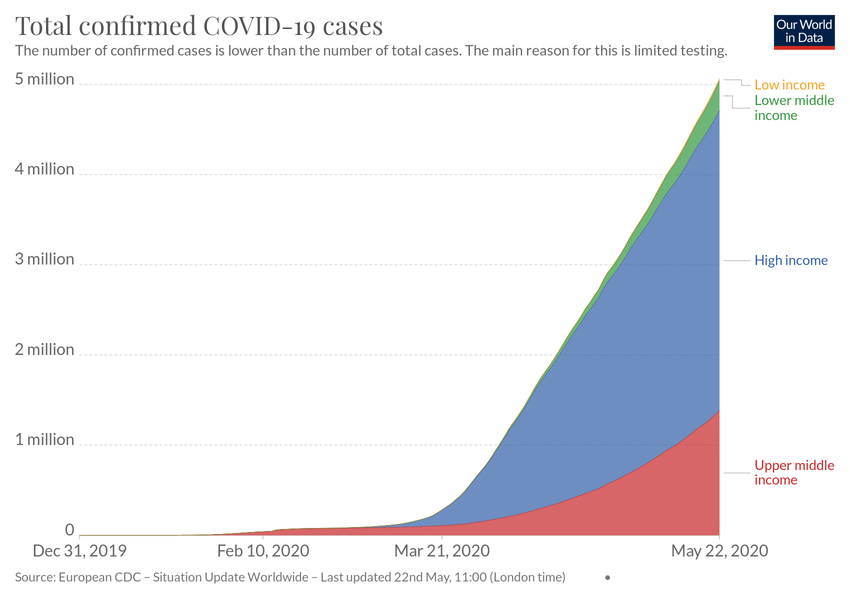 Total confirmed COVID-19 cases
The number of confirmed cases is lower than the number of total cases. The main reason for this is limited testing.
Our World
in Data
5 million
4 million
3 million
2 million
1 million
0
Low income
Lower middle
income
High income
Upper middle
income
Dec 31, 2019
Feb 10, 2020
Mar 21, 2020
May 22, 2020
Source: European CDC – Situation Update Worldwide – Last updated 22nd May, 11:00 (London time) •